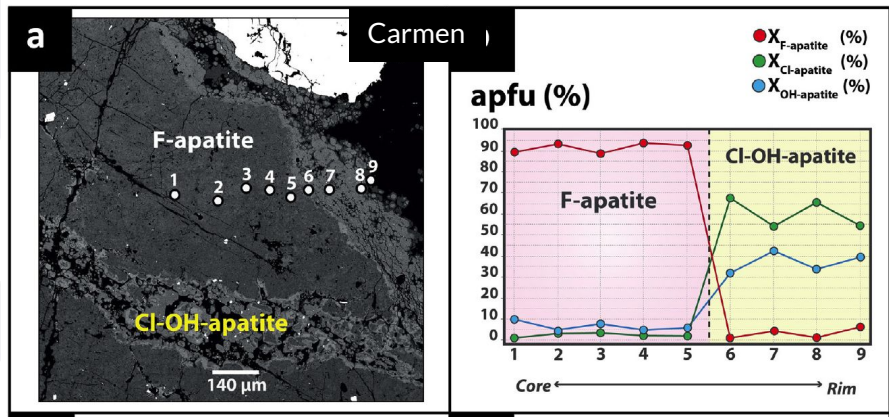 a
Carmen
F-apatite
1
2
3
4
5
6
7
8
9
Cl-OH-apatite
140 µm
XF-apatite (%)
XCl-apatite (%)
XOH-apatite (%)
apfu (%)
100
90
80
70
60
50
40
30
20
10
0
F-apatite
Cl-OH-apatite
1 2 3 4 5 6 7 8 9
Core
Rim